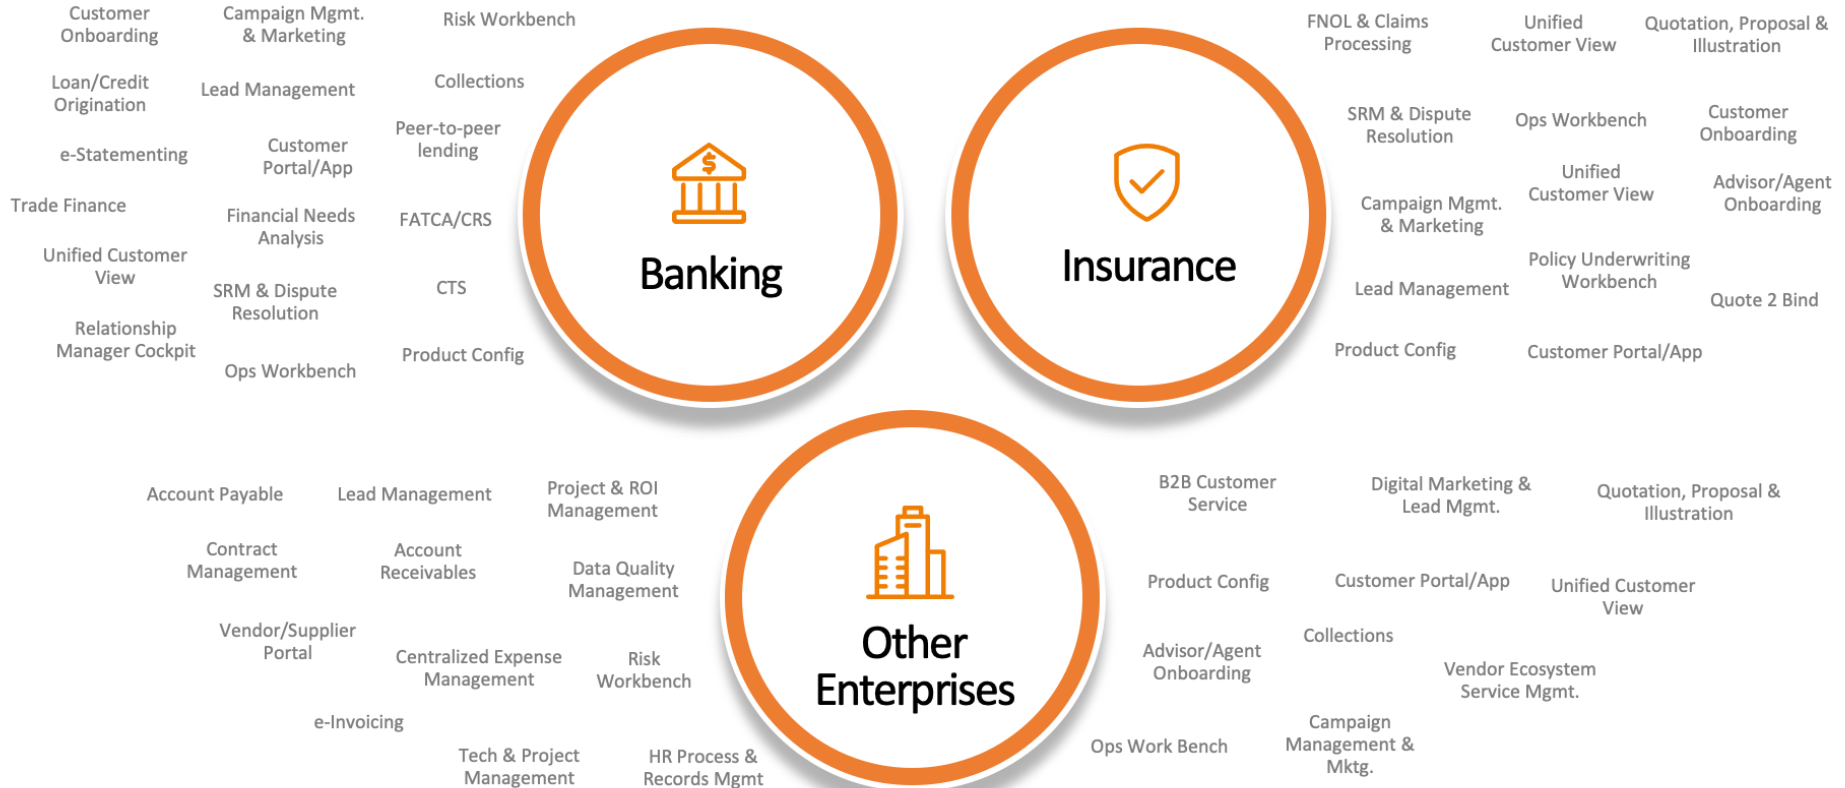 Customer
Onboarding
Campaign Mgmt.
& Marketing
Risk Workbench
Loan/Credit
Origination
Lead Management
Collections
e-Statementing
Customer
Portal/App
Peer-to-peer
lending
Trade Finance
Financial Needs
Analysis
FATCA/CRS
Unified Customer
View
SRM & Dispute
Resolution
CTS
Relationship
Manager Cockpit
Ops Workbench
Product Config
Banking
Insurance
FNOL & Claims
Processing
Unified
Customer View
Quotation, Proposal &
Illustration
SRM & Dispute
Resolution
Ops Workbench
Customer
Onboarding
Campaign Mgmt.
& Marketing
Unified
Customer View
Advisor/Agent
Onboarding
Lead Management
Policy Underwriting
Workbench
Quote 2 Bind
Product Config
Customer Portal/App
Account Payable
Lead Management
Project & ROI
Management
Contract
Management
Account
Receivables
Data Quality
Management
Vendor/Supplier
Portal
Centralized Expense
Management
Risk
Workbench
e-Invoicing
Tech & Project
Management
HR Process &
Records Mgmt
Other
Enterprises
B2B Customer
Service
Digital Marketing &
Lead Mgmt.
Quotation, Proposal &
Illustration
Product Config
Customer Portal/App
Unified Customer
View
Advisor/Agent
Onboarding
Collections
Vendor Ecosystem
Service Mgmt.
Ops Work Bench
Campaign
Management &
Mktg.